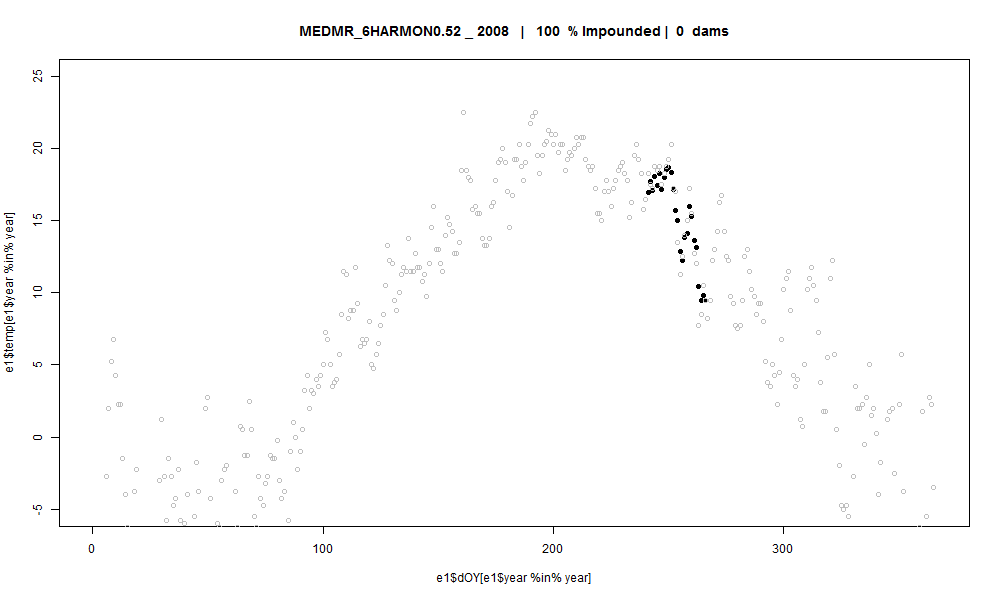 MEDMR_6HARMON0.52 _ 2008 | 100 % Impounded | 0 dams
25
20
15
10
5
0
-5
e1$temp[e1$year %in% year]
0 100 200 300
e1$dOY[e1$year %in% year]